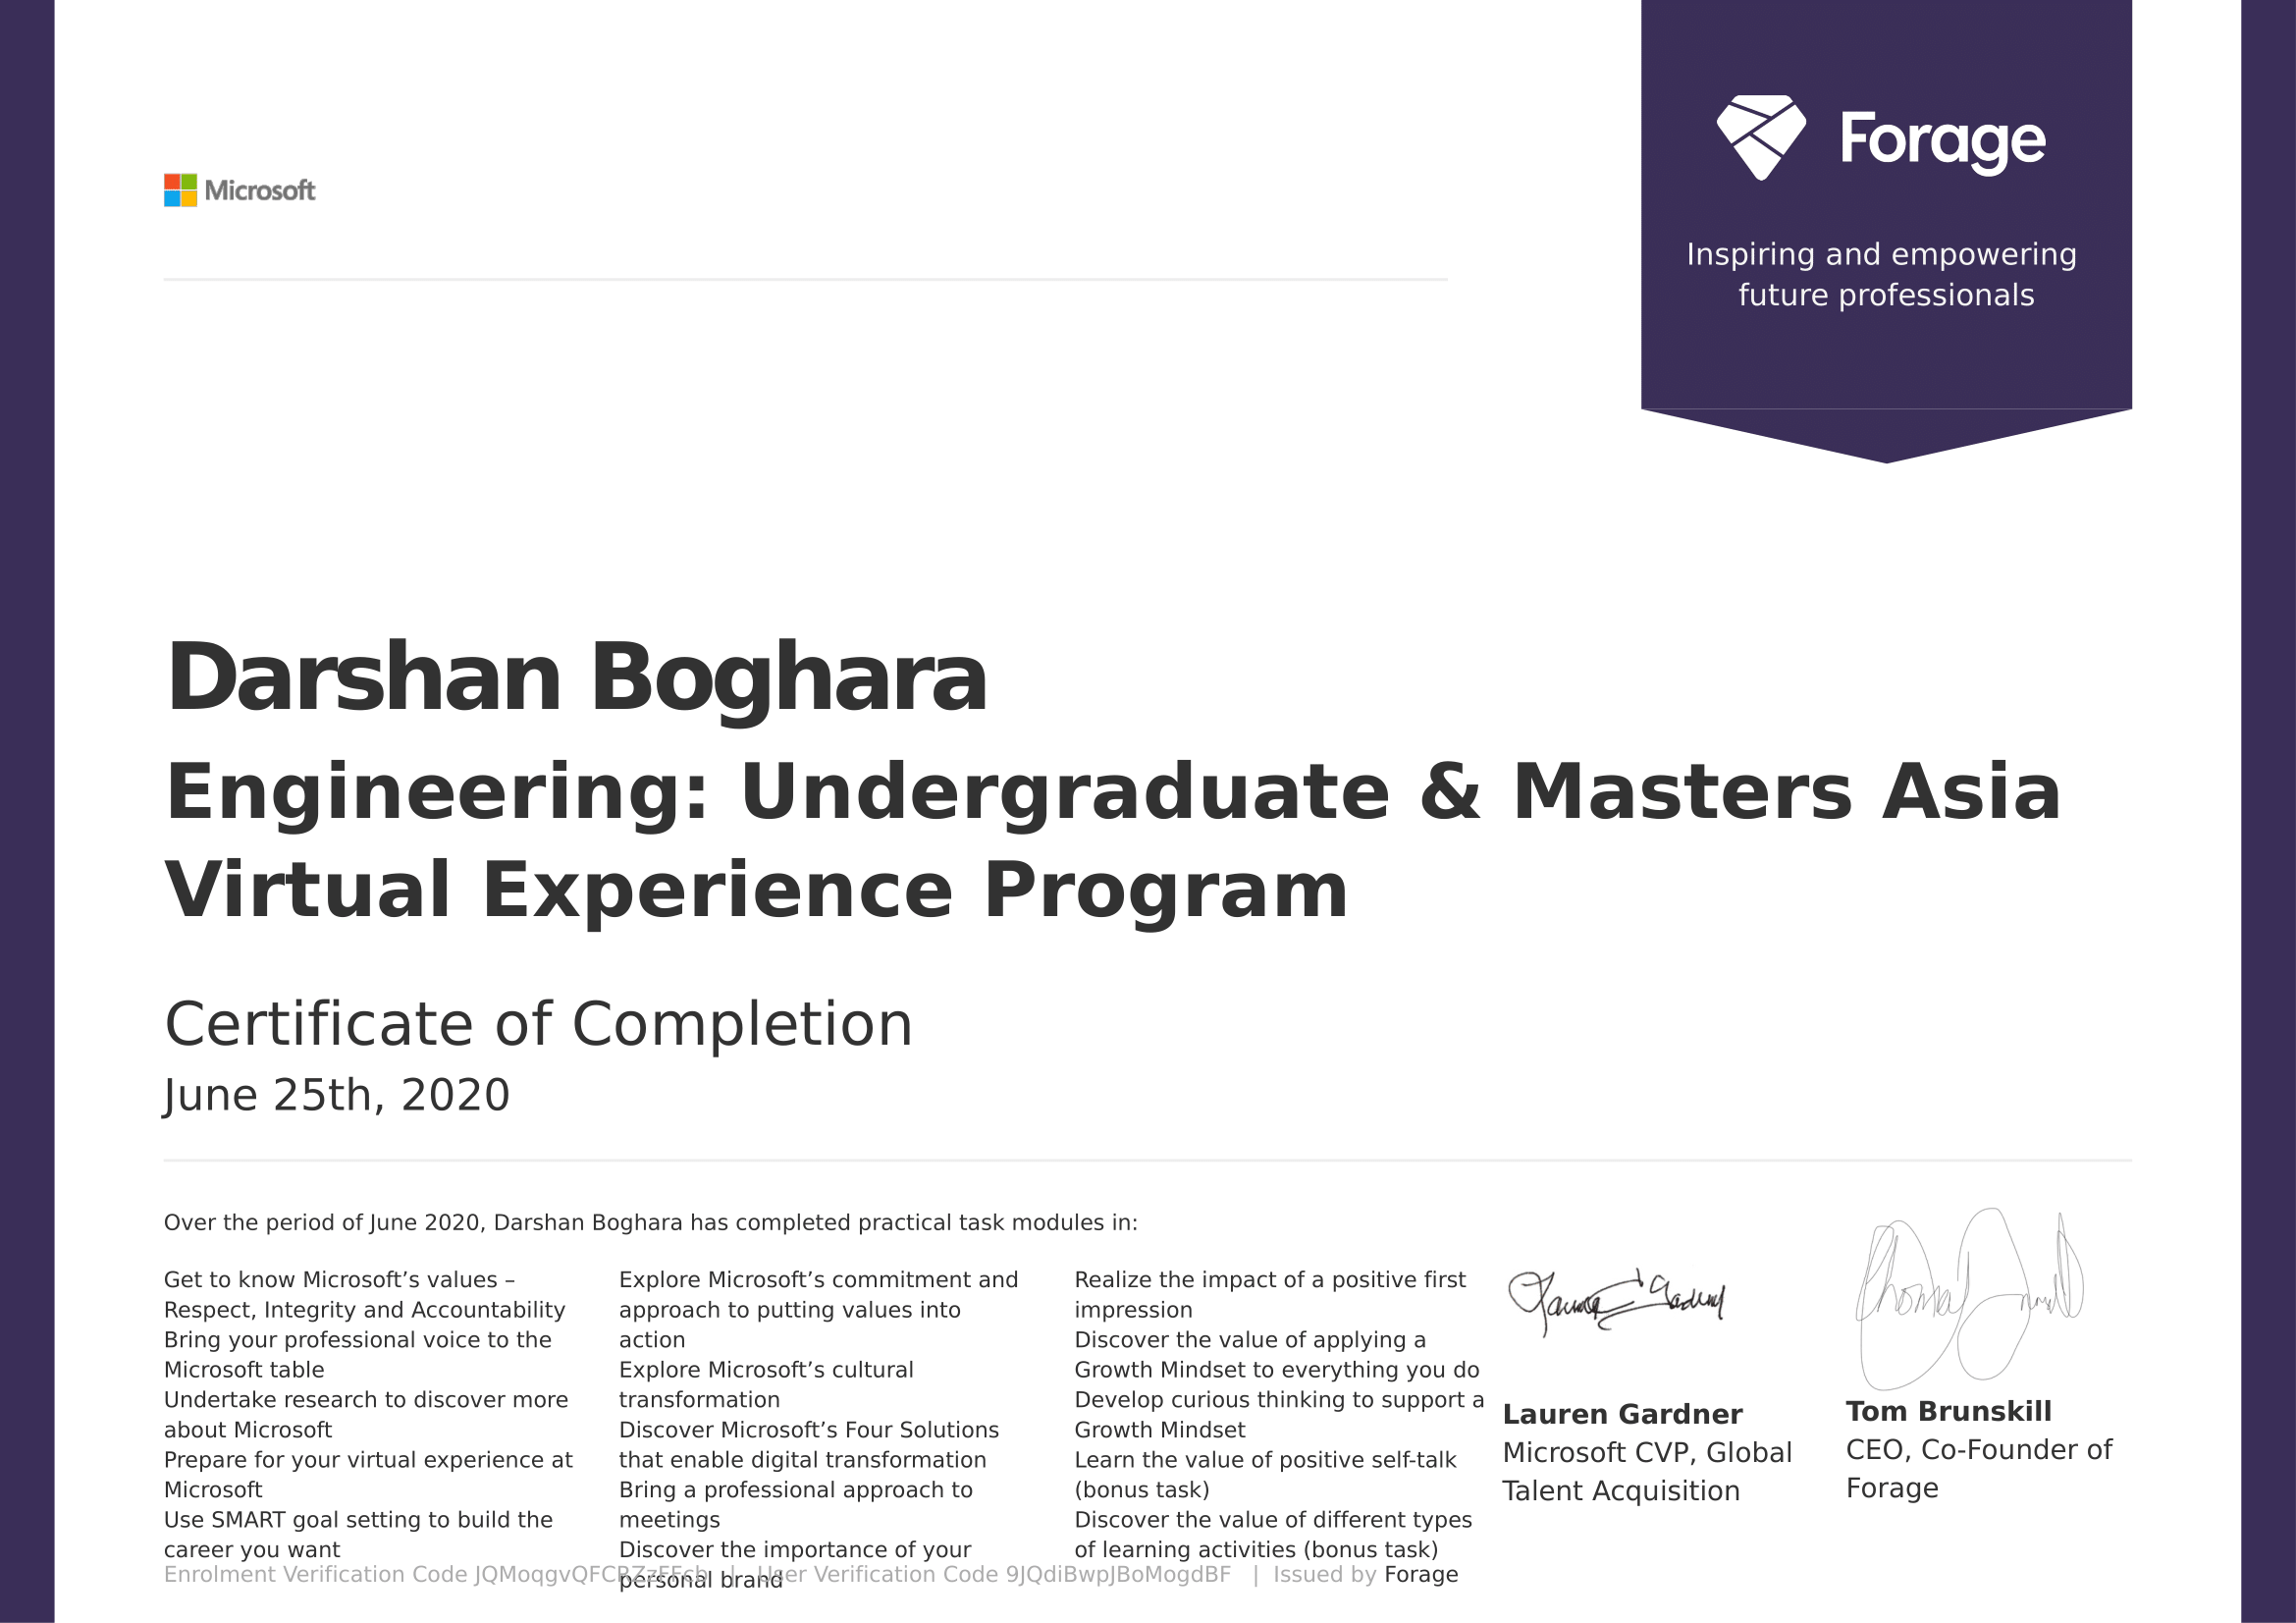 Microsoft
Forage
Inspiring and empowering
future professionals
Darshan Boghara
Engineering: Undergraduate & Masters Asia
Virtual Experience Program
Certificate of Completion
June 25th, 2020
Over the period of June 2020, Darshan Boghara has completed practical task modules in:
Get to know Microsoft’s values –
Respect, Integrity and Accountability
Bring your professional voice to the
Microsoft table
Undertake research to discover more
about Microsoft
Prepare for your virtual experience at
Microsoft
Use SMART goal setting to build the
career you want
Explore Microsoft’s commitment and
approach to putting values into
action
Explore Microsoft’s cultural
transformation
Discover Microsoft’s Four Solutions
that enable digital transformation
Bring a professional approach to
meetings
Discover the importance of your
personal brand
Realize the impact of a positive first
impression
Discover the value of applying a
Growth Mindset to everything you do
Develop curious thinking to support a
Growth Mindset
Learn the value of positive self-talk
(bonus task)
Discover the value of different types
of learning activities (bonus task)
Lauren Gardner
Microsoft CVP, Global
Talent Acquisition
Tom Brunskill
CEO, Co-Founder of
Forage
Enrolment Verification Code | User Verification Code 9JQdiBwpJBoMogdBF | Issued by Forage